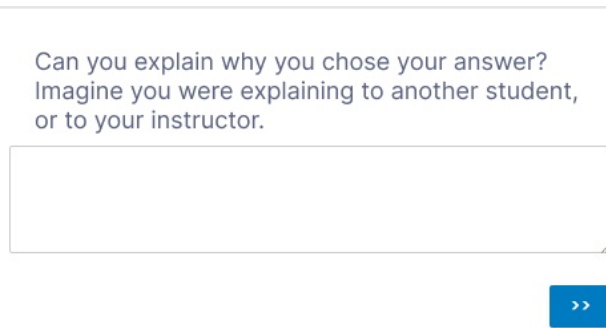 Can you explain why you chose your answer?
Imagine you were explaining to another student,
or to your instructor.
>>